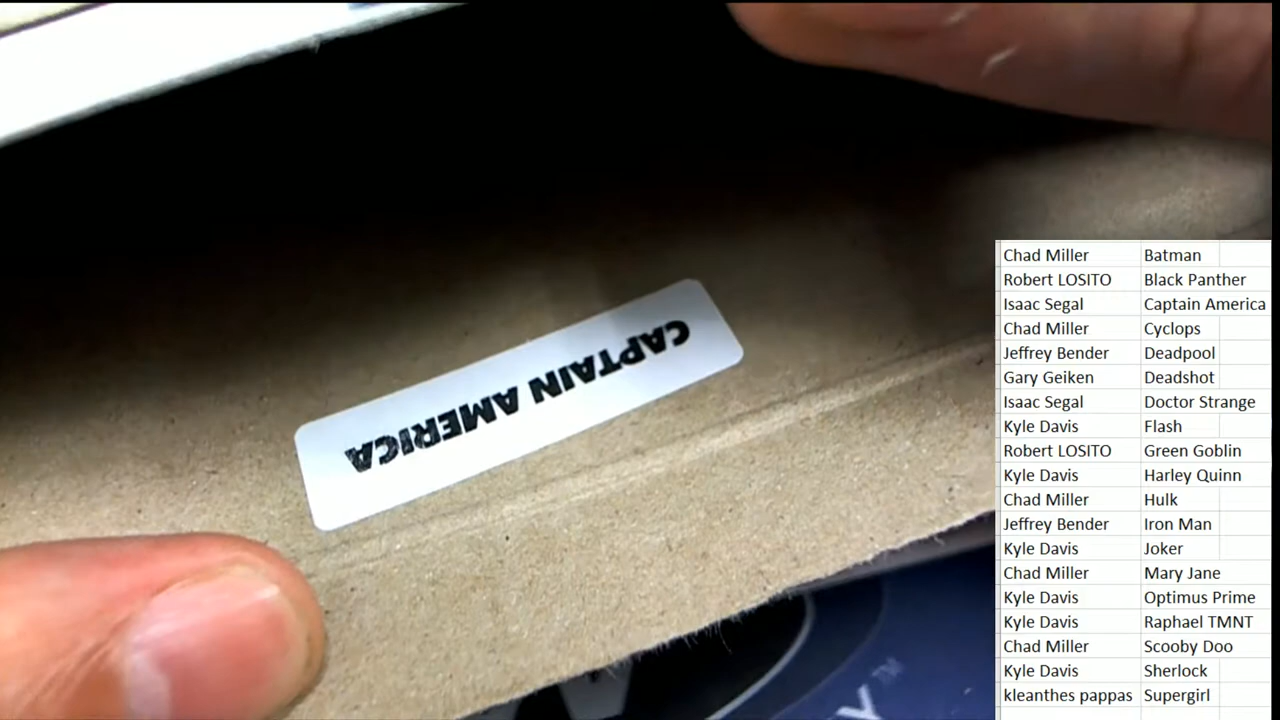 CAPTAIN AMERICA
Chad Miller Batman
Robert LOSITO Black Panther
Isaac Segal Captain America
Chad Miller Cyclops
Jeffrey Bender Deadpool
Gary Geiken Deadshot
Isaac Segal Doctor Strange
Kyle Davis Flash
Robert LOSITO Green Goblin
Kyle Davis Harley Quinn
Chad Miller Hulk
Jeffrey Bender Iron Man
Kyle Davis Joker
Chad Miller Mary Jane
Kyle Davis Optimus Prime
Kyle Davis Raphael TMNT
Chad Miller Scooby Doo
Kyle Davis Sherlock
kleanthes pappas Supergirl